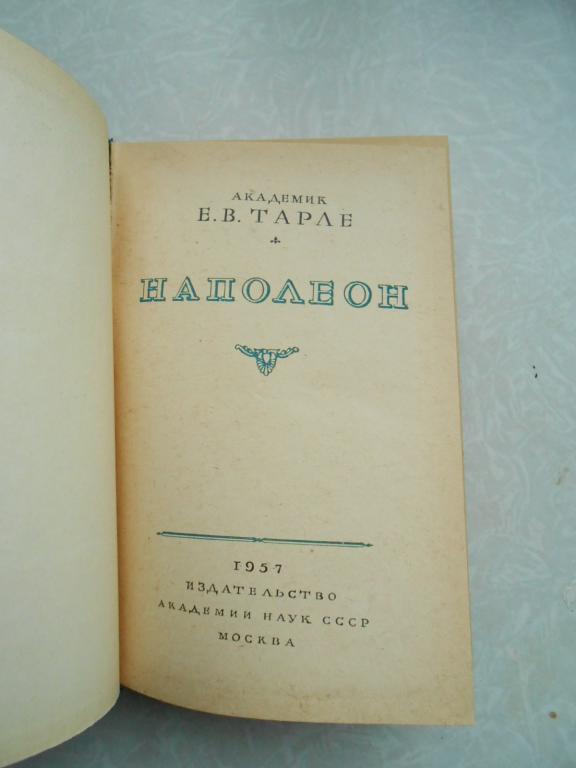 АКАДЕМИК
Е.В. ТАРЛЕ
НАПОЛЕОН
1957
ИЗДАТЕЛЬСТВО
АКАДЕМИИ НАУК СССР
МОСКВА